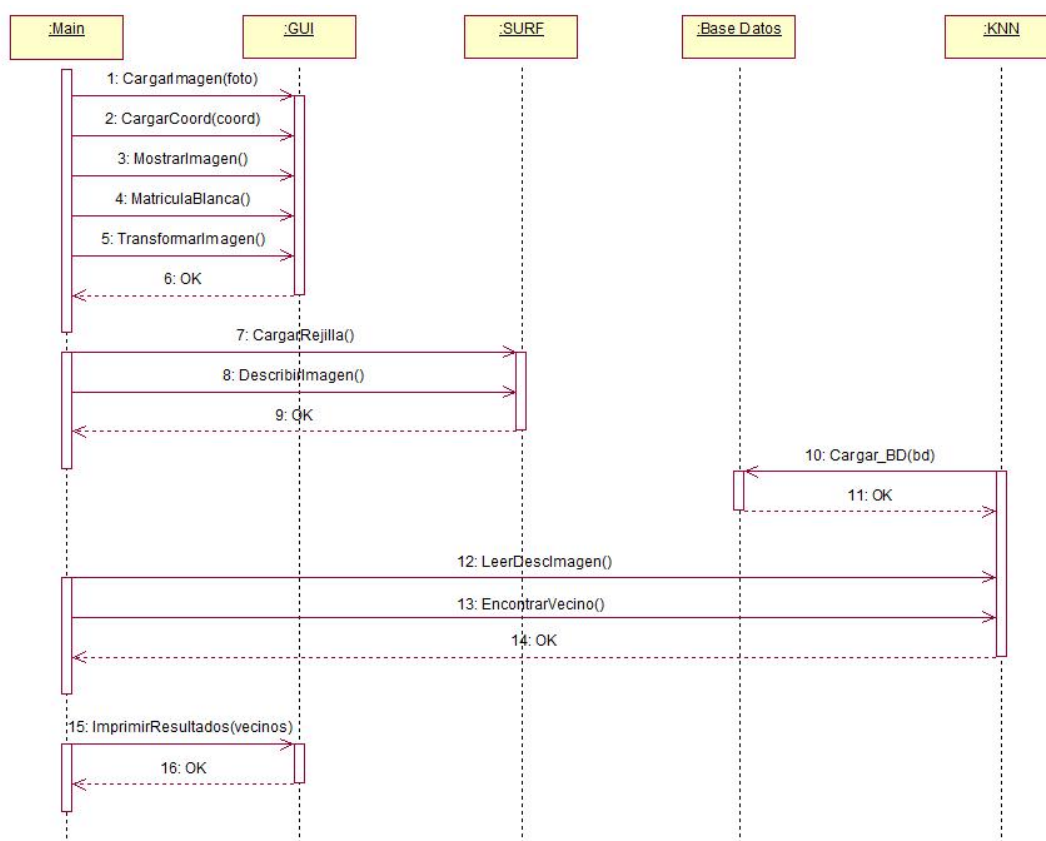 :Main
:GUI
:SURF
:Base Datos
:KNN
1: CargarImagen(foto)
2: CargarCoord(coord)
3: MostrarImagen()
4: MatriculaBlanca()
5: TransformarImagen()
6: OK
7: CargarRejilla()
8: DescribirImagen()
9: OK
10: Cargar_BD(bd)
11: OK
12: LeerDescImagen()
13: EncontrarVecino()
14: OK
15: ImprimirResultados(vecinos)
16: OK